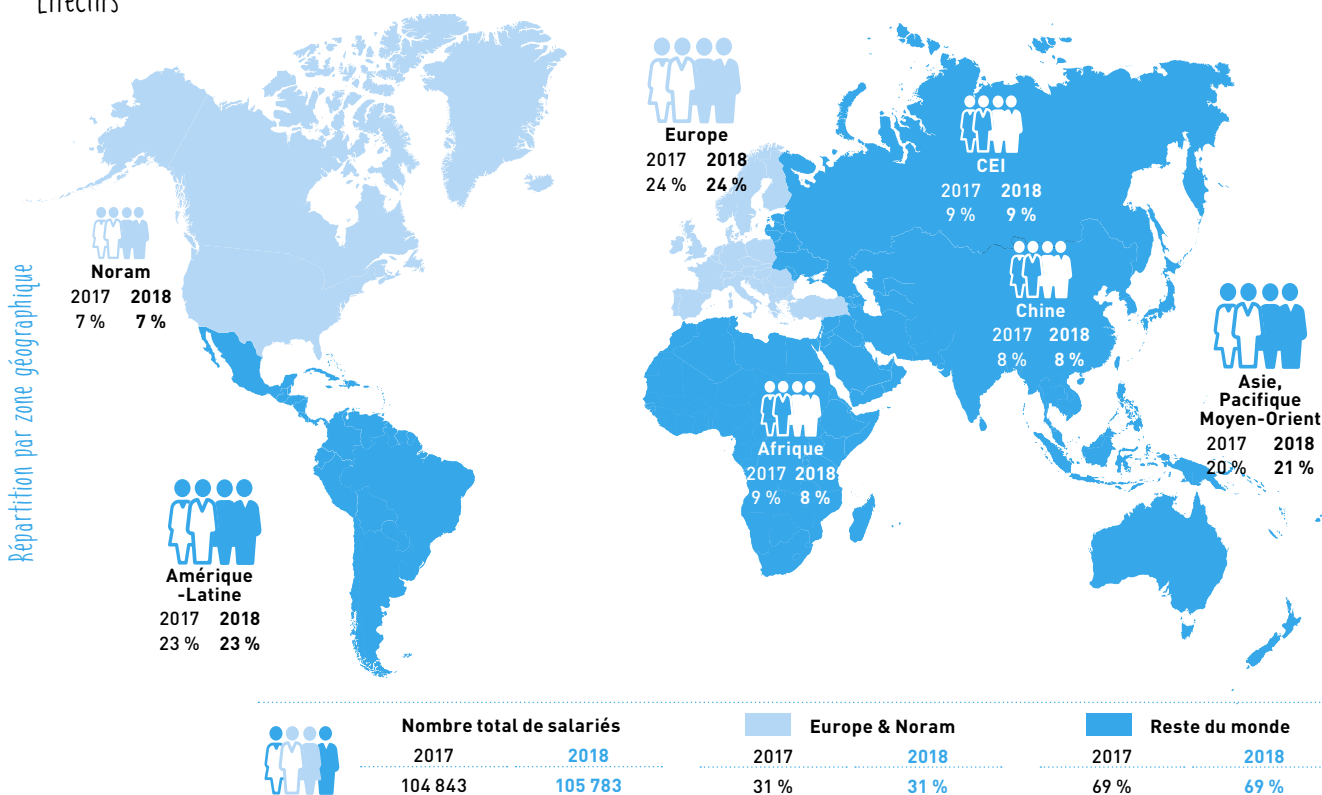 Effectifs
Répartition par zone géographique
Noram
2017 2018
7 % 7 %
Amérique
-Latine
2017 2018
23 % 23 %
Europe
2017 2018
24 % 24 %
CEI
2017 2018
9 % 9 %
Chine
2017 2018
8 % 8 %
Afrique
2017 2018
9 % 8 %
Asie,
Pacifique
Moyen-Orient
2017 2018
20 % 21 %
Nombre total de salariés
2017 2018
104 843 105 783
Europe & Noram
2017 2018
31 % 31 %
Reste du monde
2017 2018
69 % 69 %